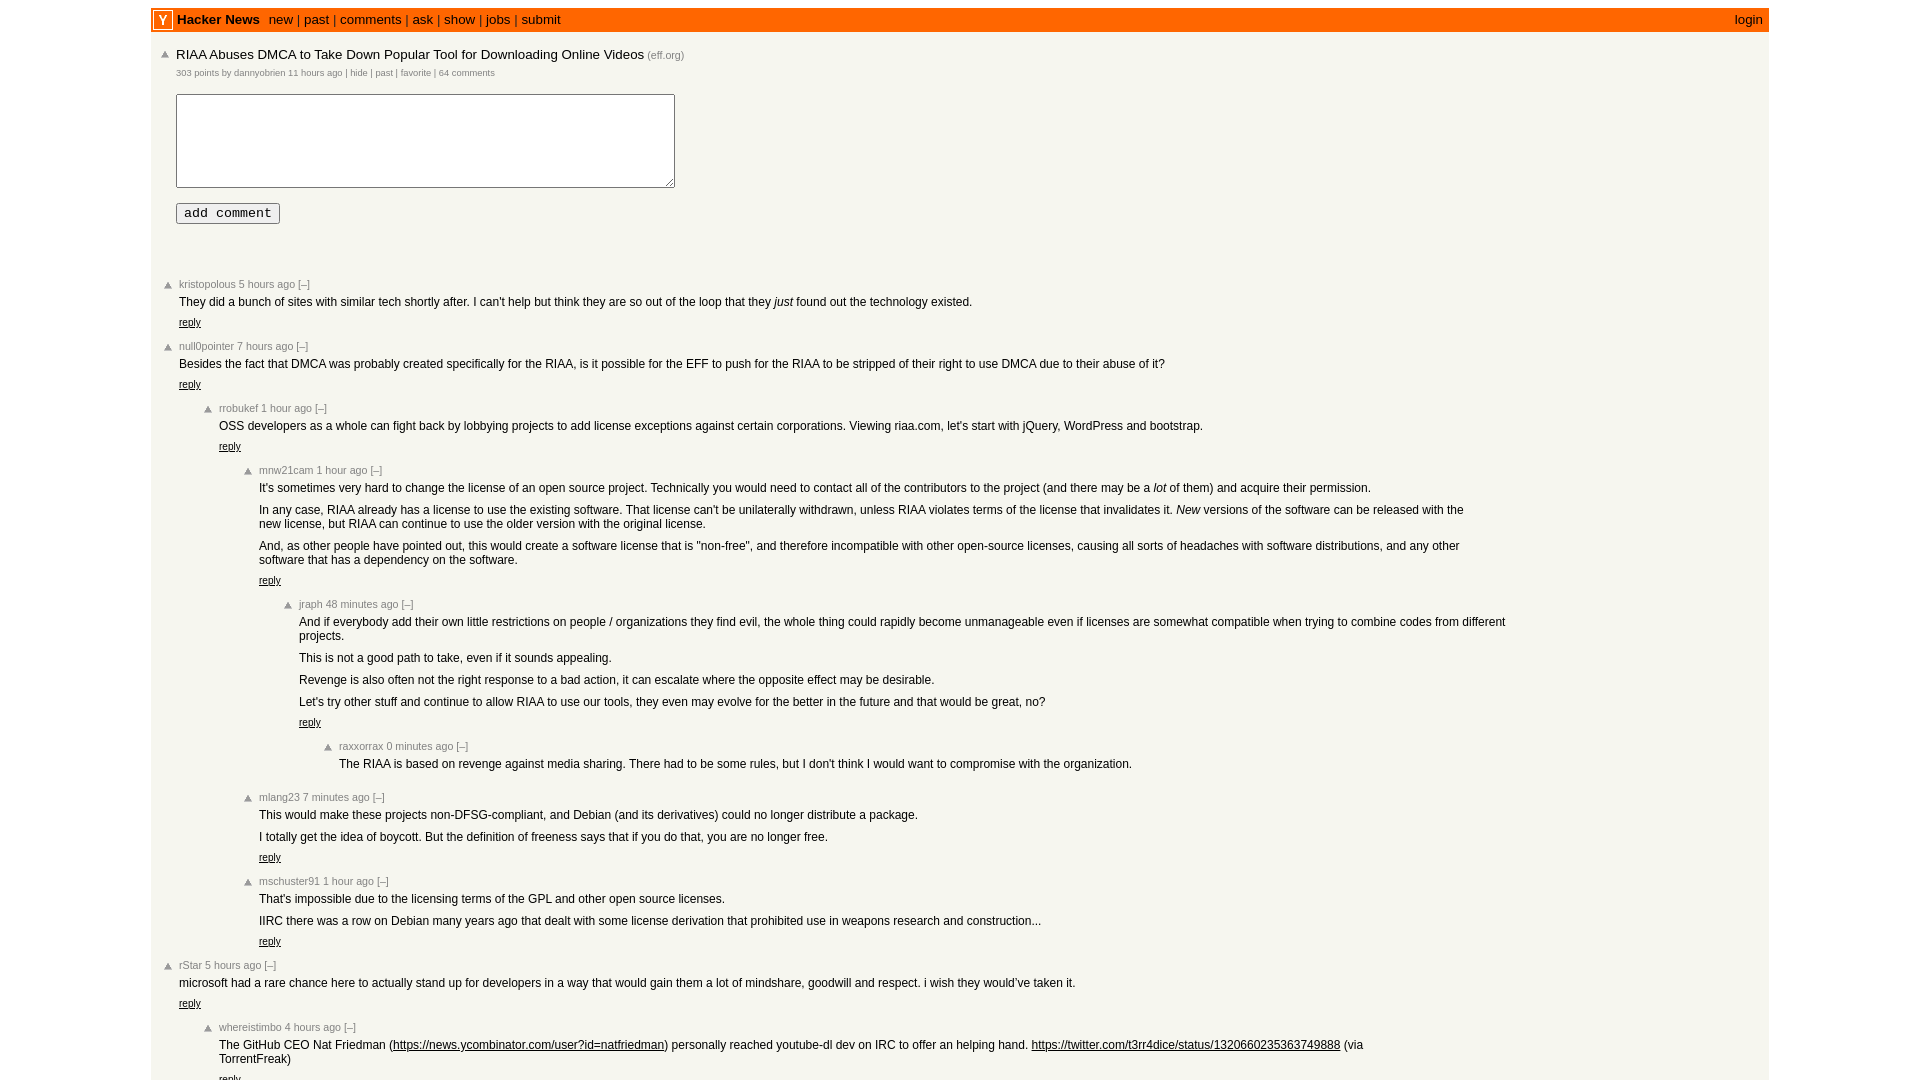 Y Hacker News new | past | comments | ask | show | jobs | submit login
RIAA Abuses DMCA to Take Down Popular Tool for Downloading Online Videos (eff.org)
303 points by dannyobrien 11 hours ago | hide | past | favorite | 64 comments
add comment
kristopolous 5 hours ago [–]
They did a bunch of sites with similar tech shortly after. I can't help but think they are so out of the loop that they just found out the technology existed.
reply
null0pointer 7 hours ago [–]
Besides the fact that DMCA was probably created specifically for the RIAA, is it possible for the EFF to push for the RIAA to be stripped of their right to use DMCA due to their abuse of it?
reply
rrobukef 1 hour ago [–]
OSS developers as a whole can fight back by lobbying projects to add license exceptions against certain corporations. Viewing riaa.com, let's start with jQuery, WordPress and bootstrap.
reply
mnw21cam 1 hour ago [–]
It's sometimes very hard to change the license of an open source project. Technically you would need to contact all of the contributors to the project (and there may be a lot of them) and acquire their permission.
In any case, RIAA already has a license to use the existing software. That license can't be unilaterally withdrawn, unless RIAA violates terms of the license that invalidates it. New versions of the software can be released with the
new license, but RIAA can continue to use the older version with the original license.
And, as other people have pointed out, this would create a software license that is "non-free", and therefore incompatible with other open-source licenses, causing all sorts of headaches with software distributions, and any other
software that has a dependency on the software.
reply
jraph 48 minutes ago [–]
And if everybody add their own little restrictions on people / organizations they find evil, the whole thing could rapidly become unmanageable even if licenses are somewhat compatible when trying to combine codes from different
projects.
This is not a good path to take, even if it sounds appealing.
Revenge is also often not the right response to a bad action, it can escalate where the opposite effect may be desirable.
Let's try other stuff and continue to allow RIAA to use our tools, they even may evolve for the better in the future and that would be great, no?
reply
raxxorrax 0 minutes ago [–]
The RIAA is based on revenge against media sharing. There had to be some rules, but I don't think I would want to compromise with the organization.
mlang23 7 minutes ago [–]
This would make these projects non-DFSG-compliant, and Debian (and its derivatives) could no longer distribute a package.
I totally get the idea of boycott. But the definition of freeness says that if you do that, you are no longer free.
reply
mschuster91 1 hour ago [–]
That's impossible due to the licensing terms of the GPL and other open source licenses.
IIRC there was a row on Debian many years ago that dealt with some license derivation that prohibited use in weapons research and construction...
reply
rStar 5 hours ago [–]
microsoft had a rare chance here to actually stand up for developers in a way that would gain them a lot of mindshare, goodwill and respect. i wish they would’ve taken it.
reply
whereistimbo 4 hours ago [–]
The GitHub CEO Nat Friedman (https://news.ycombinator.com/user?id=natfriedman) personally reached youtube-dl dev on IRC to offer an helping hand. https://twitter.com/t3rr4dice/status/1320660235363749888 (via
TorrentFreak)
reply